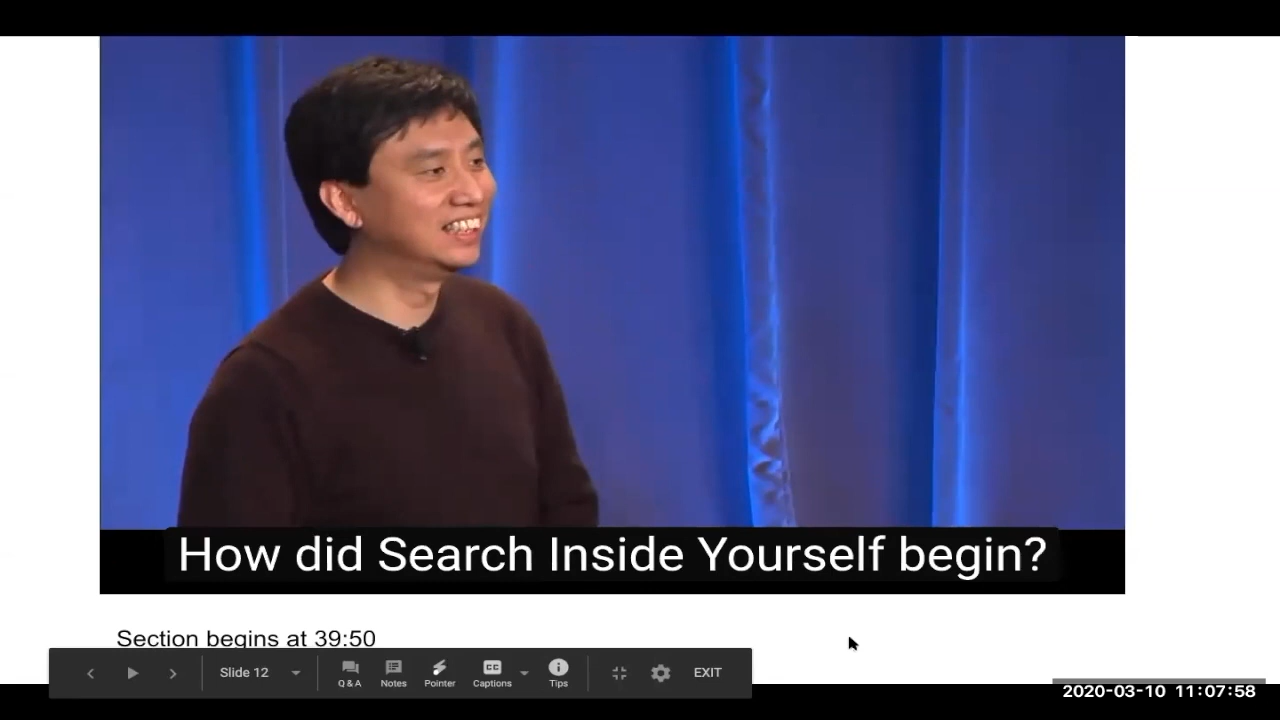 How did Search Inside Yourself begin?
Section begins at 39:50
Slide 12
Q & A
Notes
Pointer
CC
Captions
Tips
EXIT
2020-03-10 11:07:58